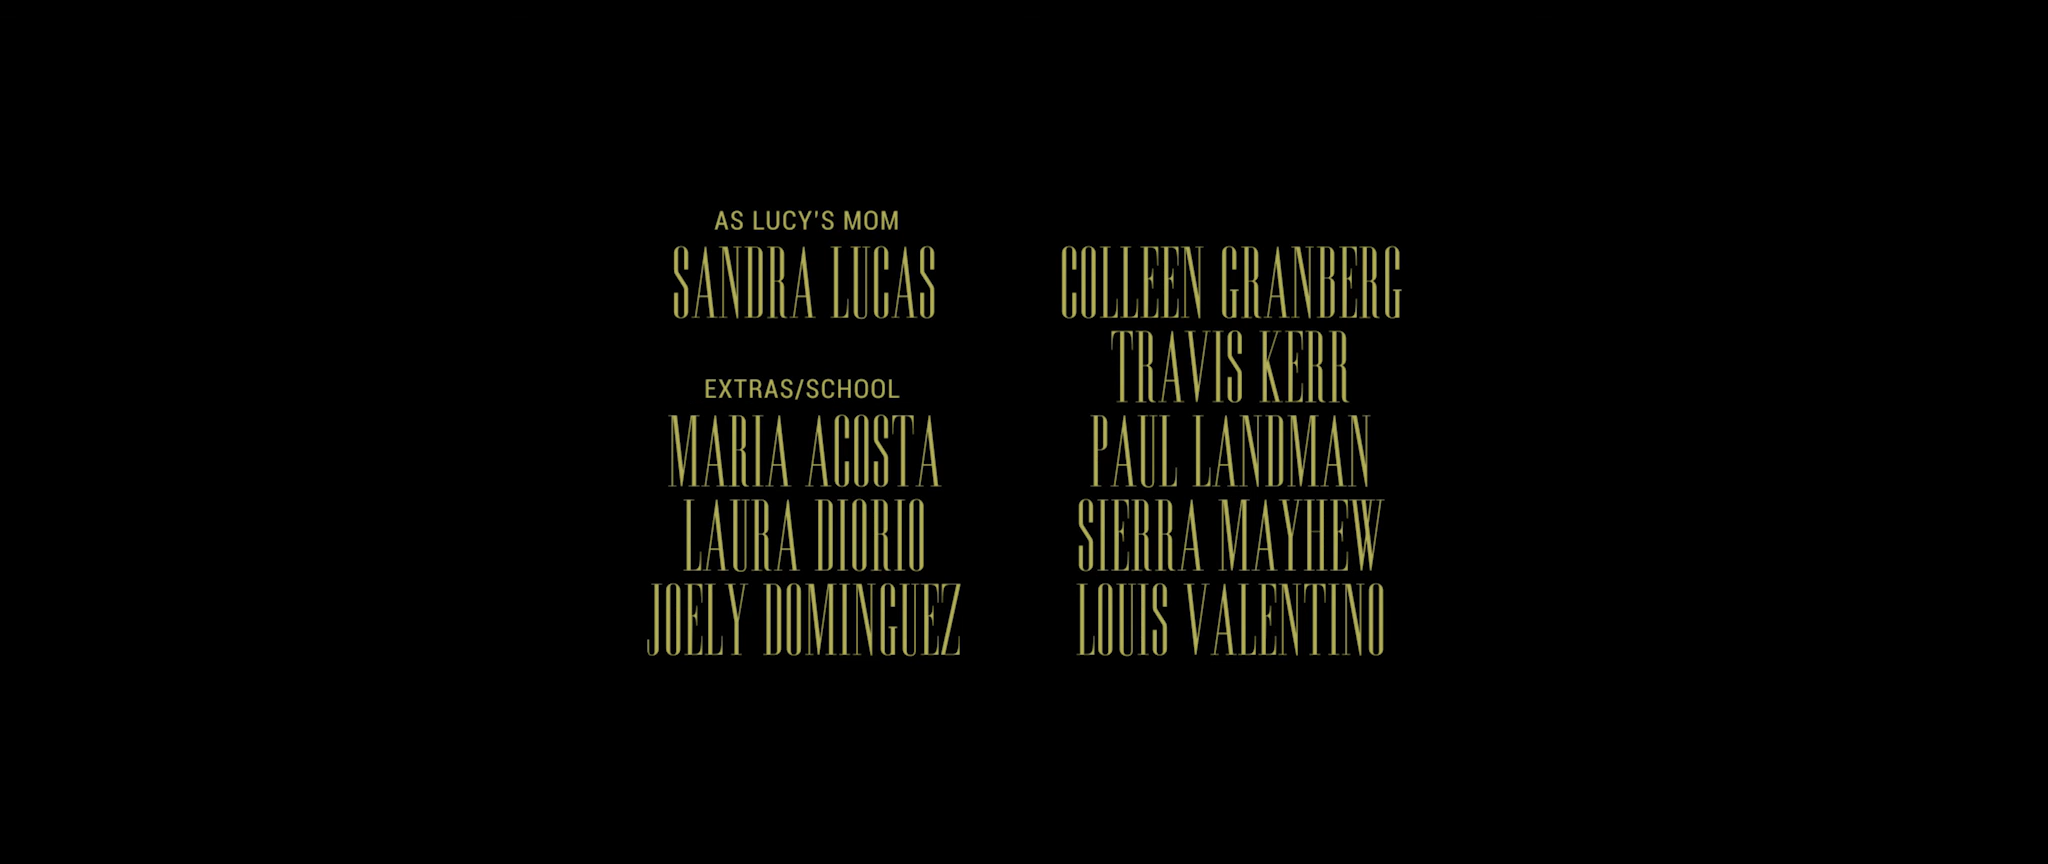 AS LUCY'S MOM
SANDRA LUCAS
EXTRAS/SCHOOL
MARIA ACOSTA
LAURA DIORIO
JOELY DOMINGUEZ
COLLEEN GRANBERG
TRAVIS KERR
PAUL LANDMAN
SIERRA MAYHEW
LOUIS VALENTINO